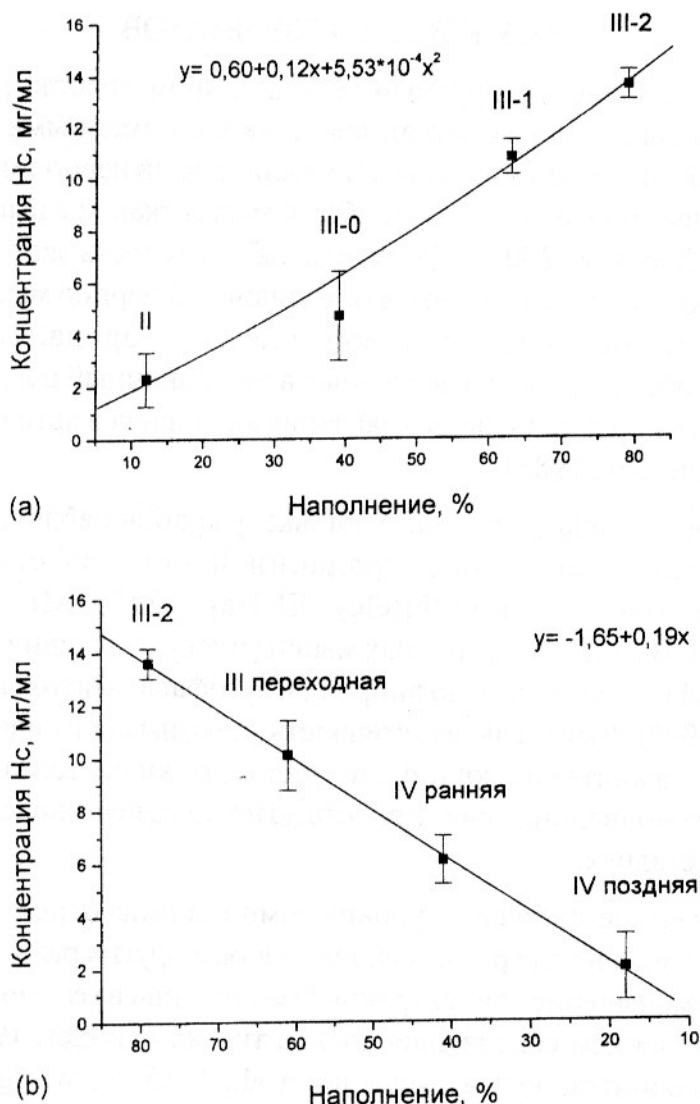 16
III-2
14
y= 0,60+0,12x+5,53*10⁻⁴x²
III-1
12
10
III-0
8
6
II
4
2
0
Концентрация Hc, мг/мл
10 20 30 40 50 60 70 80
(a) Наполнение, %
16
III-2
14
y= -1,65+0,19x
III переходная
12
10
IV ранняя
8
6
IV поздняя
4
2
0
Концентрация Hc, мг/мл
80 70 60 50 40 30 20 10
(b) Наполнение, %